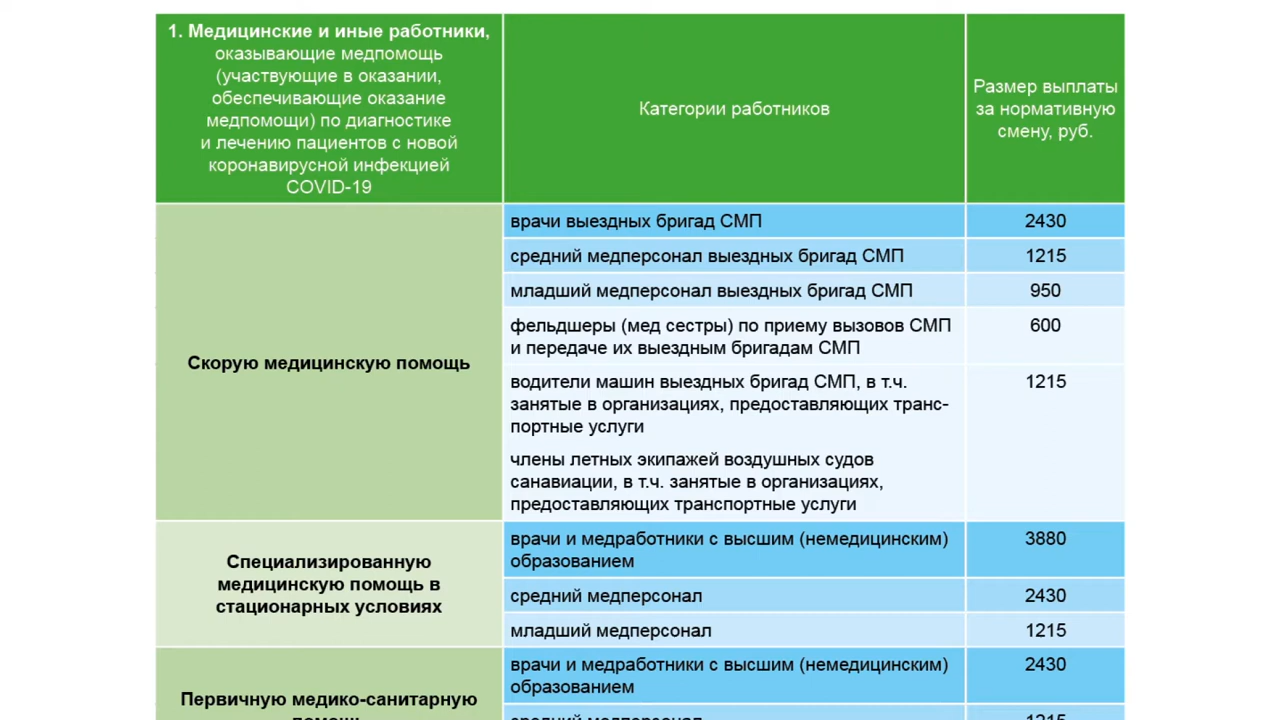 1. Медицинские и иные работники,
оказывающие медпомощь
(участвующие в оказании,
обеспечивающие оказание
медпомощи) по диагностике
и лечению пациентов с новой
коронавирусной инфекцией
COVID-19
Категории работников
Размер выплаты
за нормативную
смену, руб.
Скорую медицинскую помощь
врачи выездных бригад СМП
2430
средний медперсонал выездных бригад СМП
1215
младший медперсонал выездных бригад СМП
950
фельдшеры (мед сестры) по приему вызовов СМП
и передаче их выездным бригадам СМП
600
водители машин выездных бригад СМП, в т.ч.
занятые в организациях, предоставляющих транс-
портные услуги
1215
члены летных экипажей воздушных судов
санавиации, в т.ч. занятые в организациях,
предоставляющих транспортные услуги
Специализированную
медицинскую помощь в
стационарных условиях
врачи и медработники с высшим (немедицинским)
образованием
3880
средний медперсонал
2430
младший медперсонал
1215
Первичную медико-санитарную
помощь
врачи и медработники с высшим (немедицинским)
образованием
2430
средний медперсонал
1215